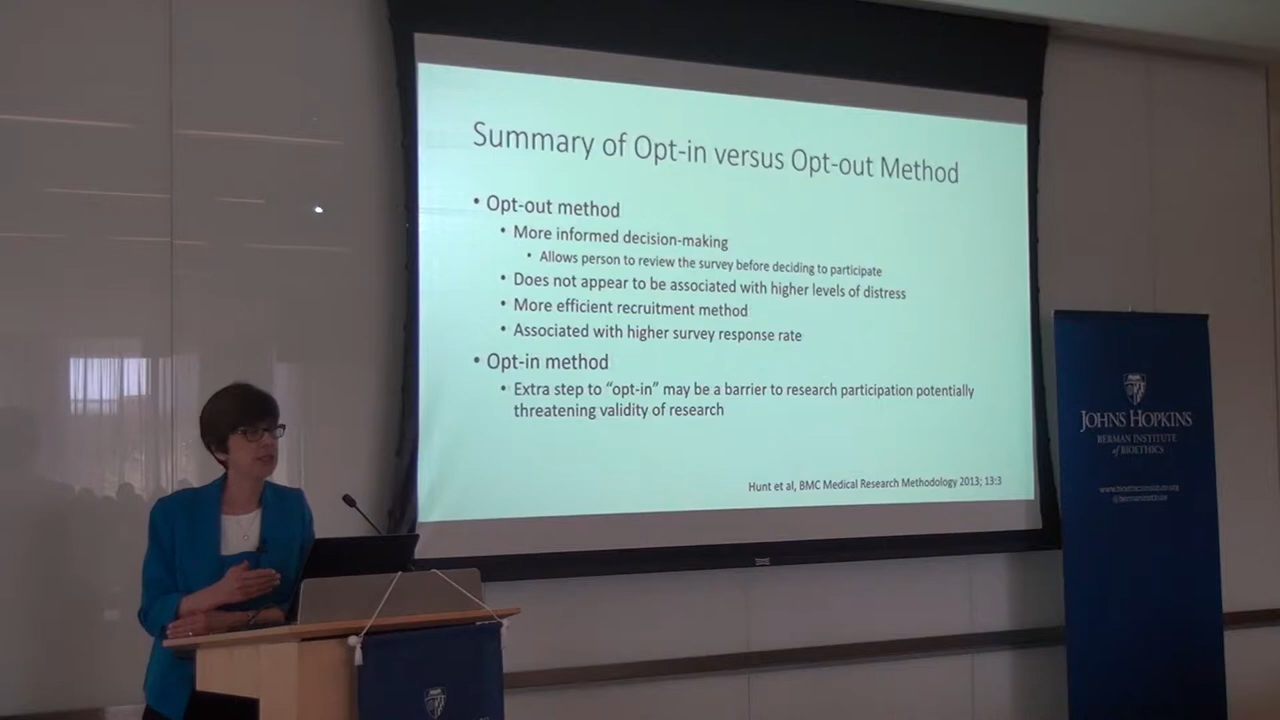 Summary of Opt-in versus Opt-out Method
• Opt-out method
• More informed decision-making
• Allows person to review the survey before deciding to participate
• Does not appear to be associated with higher levels of distress
• More efficient recruitment method
• Associated with higher survey response rate
• Opt-in method
• Extra step to “opt-in” may be a barrier to research participation potentially
threatening validity of research
Hunt et al, BMC Medical Research Methodology 2013; 13:3
JOHNS HOPKINS
BERMAN INSTITUTE
of BIOETHICS